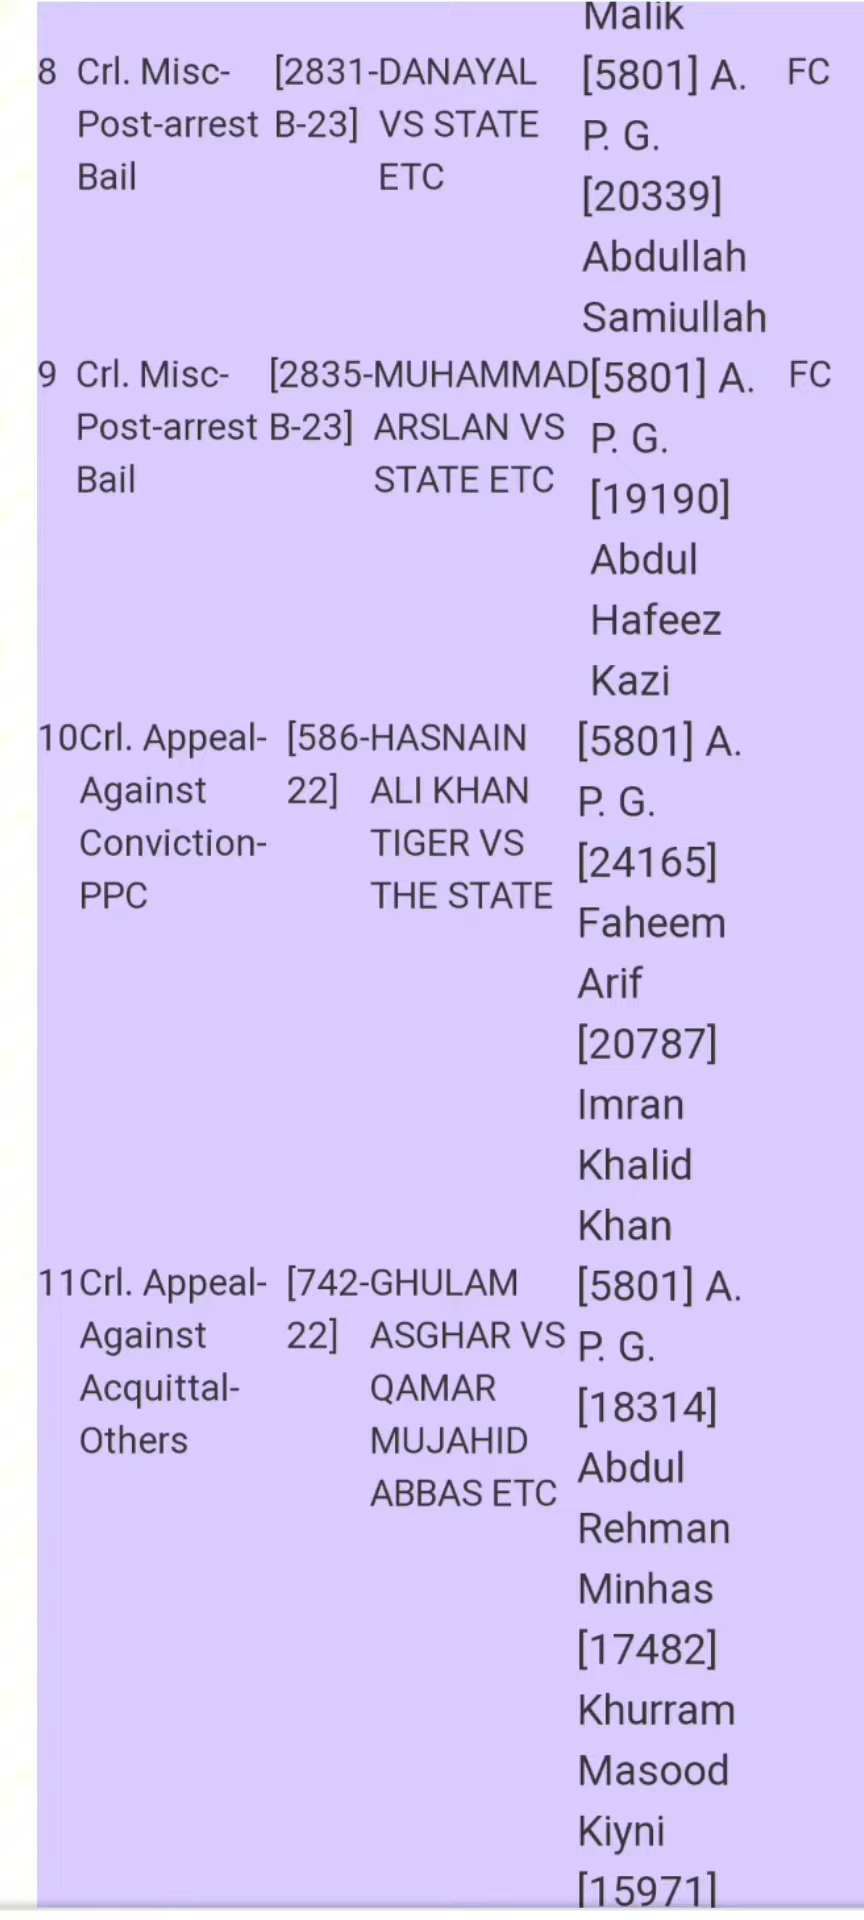 Malik
8 Crl. Misc- [2831- DANAYAL [5801] A. FC
Post-arrest B-23] VS STATE P. G.
Bail ETC [20339]
Abdullah
Samiullah
9 Crl. Misc- [2835- MUHAMMAD [5801] A. FC
Post-arrest B-23] ARSLAN VS P. G.
Bail STATE ETC [19190]
Abdul
Hafeez
Kazi
10 Crl. Appeal- [586- HASNAIN [5801] A.
Against 22] ALI KHAN P. G.
Conviction- TIGER VS [24165]
PPC THE STATE Faheem
Arif
[20787]
Imran
Khalid
Khan
11 Crl. Appeal- [742- GHULAM [5801] A.
Against 22] ASGHAR VS P. G.
Acquittal- QAMAR [18314]
Others MUJAHID Abdul
ABBAS ETC Rehman
Minhas
[17482]
Khurram
Masood
Kiyni
[15971]